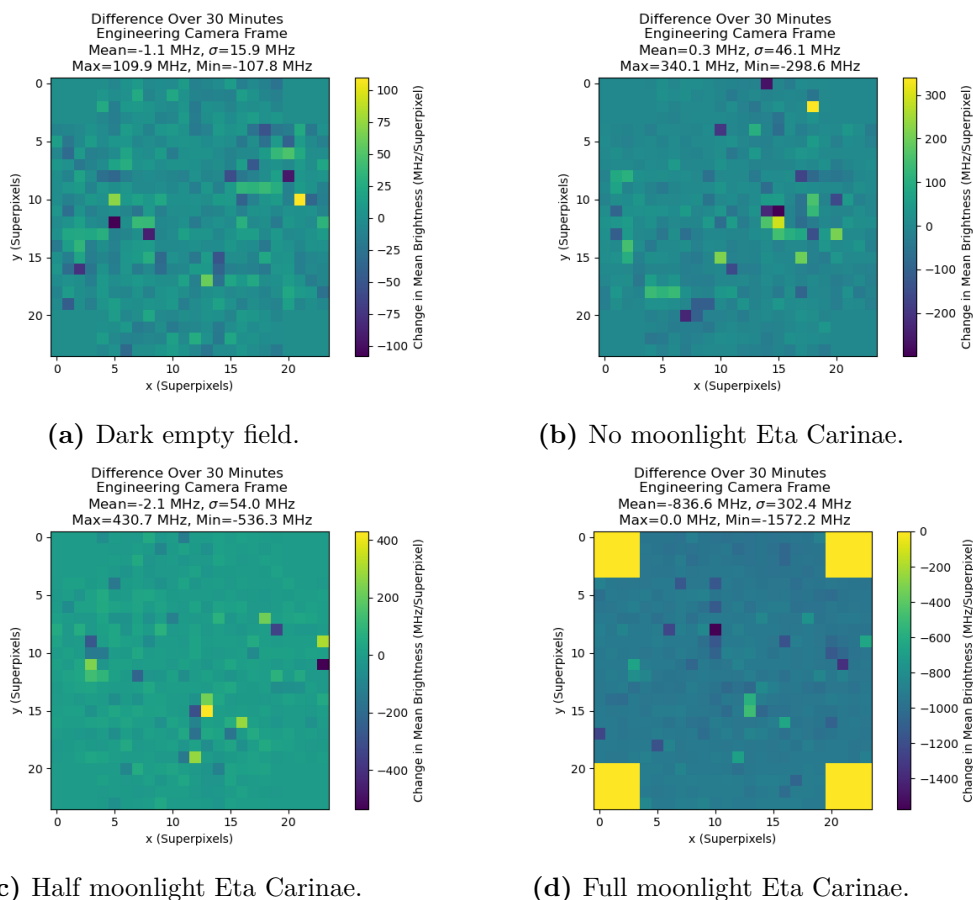 Difference Over 30 Minutes
Engineering Camera Frame
Mean=-1.1 MHz, σ=15.9 MHz
Max=109.9 MHz, Min=-107.8 MHz
0
5
10
15
20
y (Superpixels)
0 5 10 15 20
x (Superpixels)
100
75
50
25
0
−25
−50
−75
−100
Change in Mean Brightness (MHz/Superpixel)
(a) Dark empty field.
Difference Over 30 Minutes
Engineering Camera Frame
Mean=0.3 MHz, σ=46.1 MHz
Max=340.1 MHz, Min=-298.6 MHz
0
5
10
15
20
y (Superpixels)
0 5 10 15 20
x (Superpixels)
300
200
100
0
−100
−200
Change in Mean Brightness (MHz/Superpixel)
(b) No moonlight Eta Carinae.
Difference Over 30 Minutes
Engineering Camera Frame
Mean=-2.1 MHz, σ=54.0 MHz
Max=430.7 MHz, Min=-536.3 MHz
0
5
10
15
20
y (Superpixels)
0 5 10 15 20
x (Superpixels)
400
200
0
−200
−400
Change in Mean Brightness (MHz/Superpixel)
c) Half moonlight Eta Carinae.
Difference Over 30 Minutes
Engineering Camera Frame
Mean=-836.6 MHz, σ=302.4 MHz
Max=0.0 MHz, Min=-1572.2 MHz
0
5
10
15
20
y (Superpixels)
0 5 10 15 20
x (Superpixels)
0
−200
−400
−600
−800
−1000
−1200
−1400
Change in Mean Brightness (MHz/Superpixel)
(d) Full moonlight Eta Carinae.